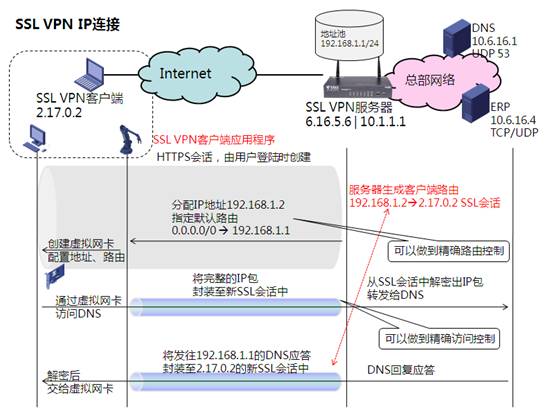 SSL VPN IP连接
地址池
192.168.1.1/24
DNS
10.6.16.1
UDP 53
Internet
总部网络
SSL VPN客户端
2.17.0.2
SSL VPN服务器
6.16.5.6|10.1.1.1
ERP
10.6.16.4
TCP/UDP
SSL VPN客户端应用程序
HTTPS会话，由用户登陆时创建
服务器生成客户端路由
192.168.1.2→2.17.0.2 SSL会话
分配IP地址192.168.1.2
指定默认路由
0.0.0.0/0→192.168.1.1
创建虚拟网卡
配置地址、路由
可以做到精确路由控制
将完整的IP包
封装至新SSL会话中
从SSL会话中解密出IP包
转发给DNS
通过虚拟网卡
访问DNS
可以做到精确访问控制
将发往192.168.1.1的DNS应答
封装至2.17.0.2的新SSL会话中
DNS回复应答
解密后
交给虚拟网卡